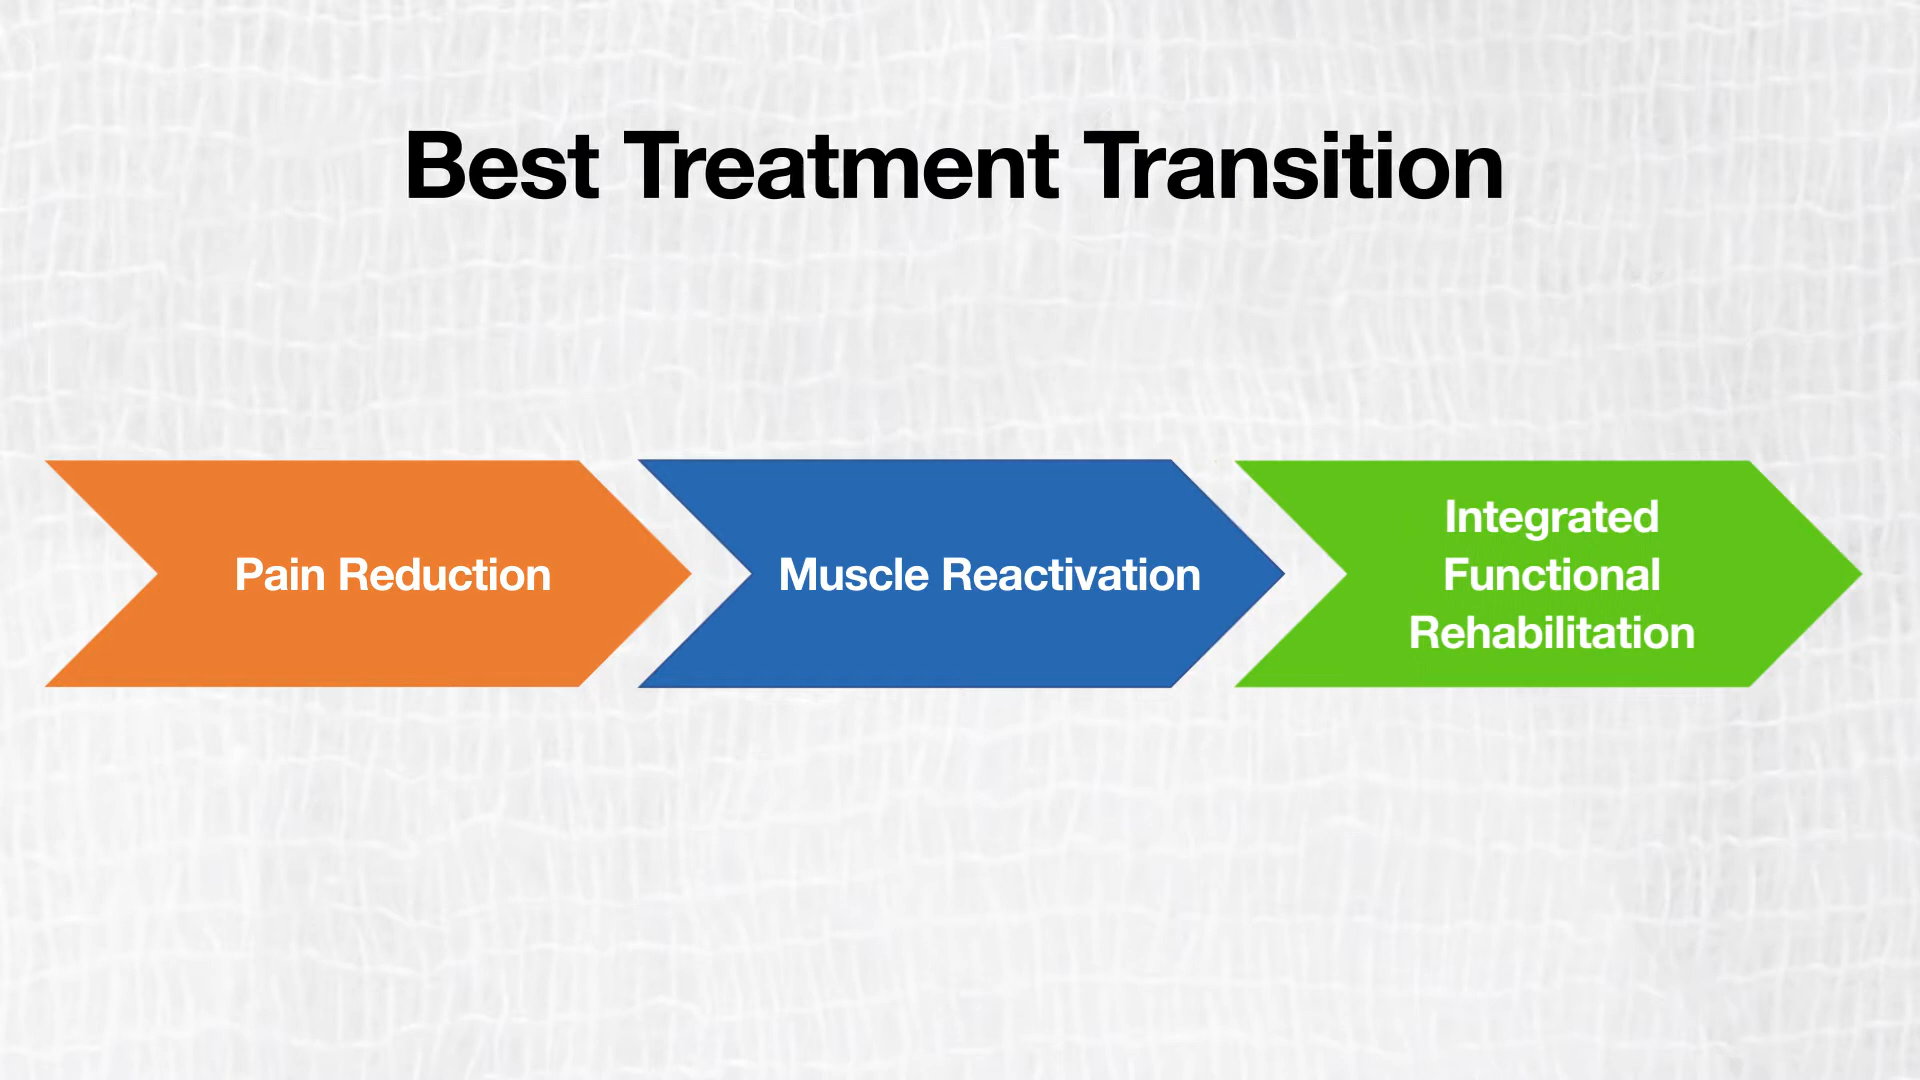 Best Treatment Transition
Pain Reduction
Muscle Reactivation
Integrated
Functional
Rehabilitation